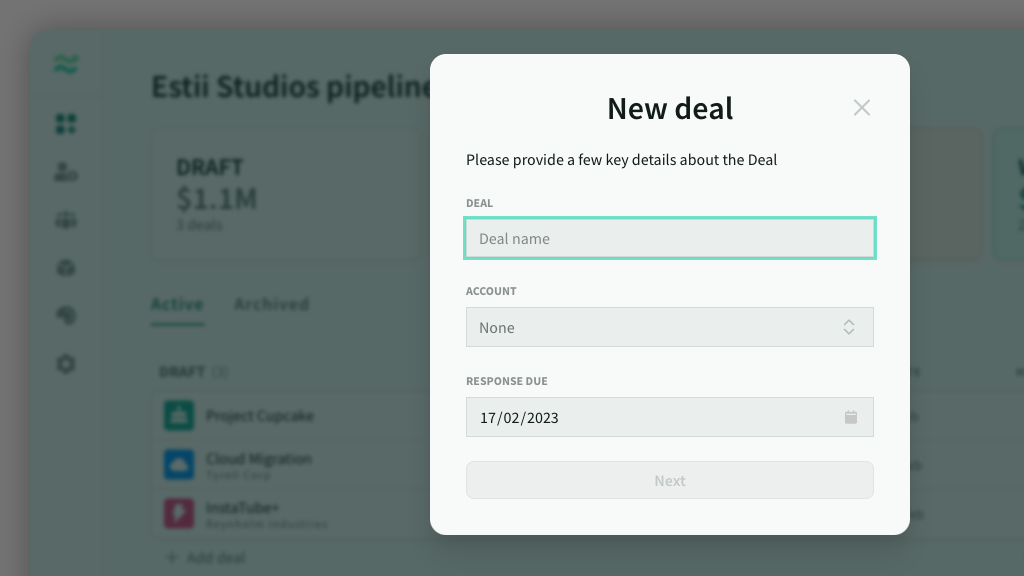 Estii Studios pipeline
DRAFT
$1.1M
3 deals
Active
Archived
DRAFT (3)
Project Cupcake
Cloud Migration
Tyrell Corp
InstaTube+
Reynholm Industries
+ Add deal
New deal
Please provide a few key details about the Deal
DEAL
Deal name
ACCOUNT
None
RESPONSE DUE
17/02/2023
Next